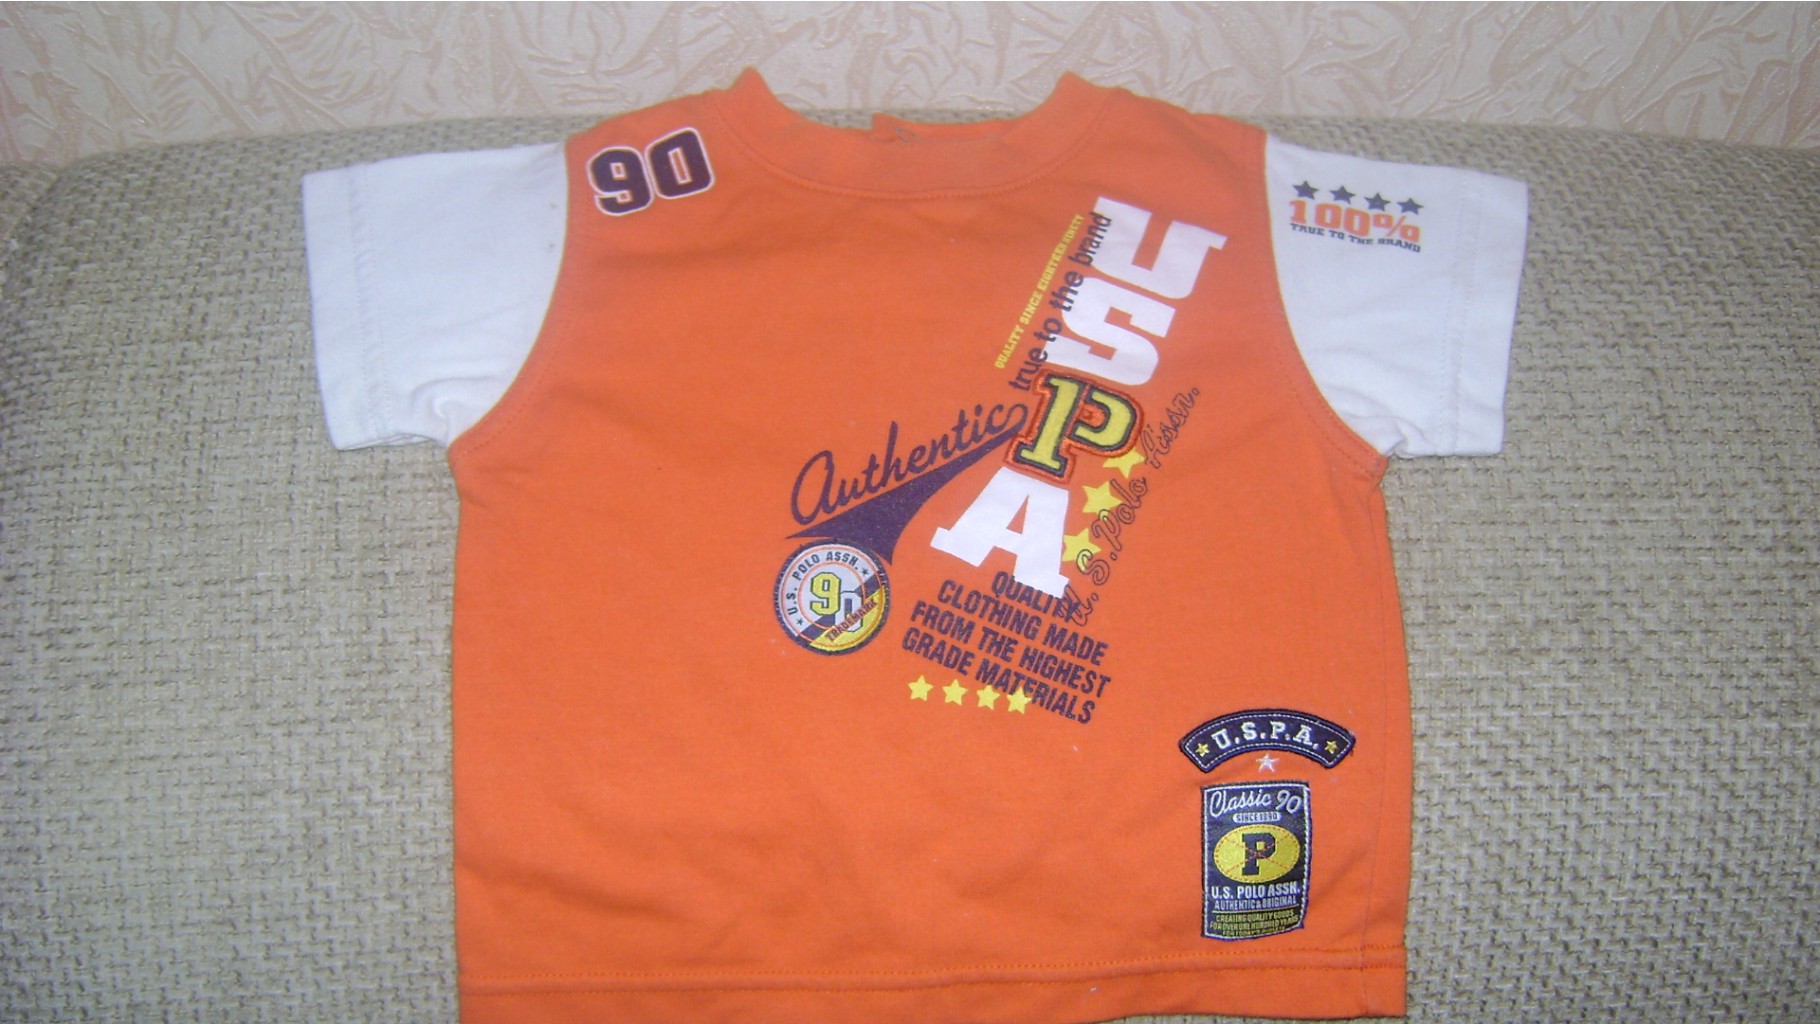 90
100%
TRUE TO THE BRAND
QUALITY SINCE EIGHTEEN NINETY
true to the brand
USPA
Authentic
U.S. Polo Assn.
U.S. POLO ASSN.
90
TRADEMARK
QUALITY
CLOTHING MADE
FROM THE HIGHEST
GRADE MATERIALS
U.S.P.A.
Classic 90
SINCE 1890
P
U.S. POLO ASSN.
AUTHENTIC & ORIGINAL
CREATING QUALITY GOODS
FOR OVER ONE HUNDRED YEARS
FOR TODAY'S